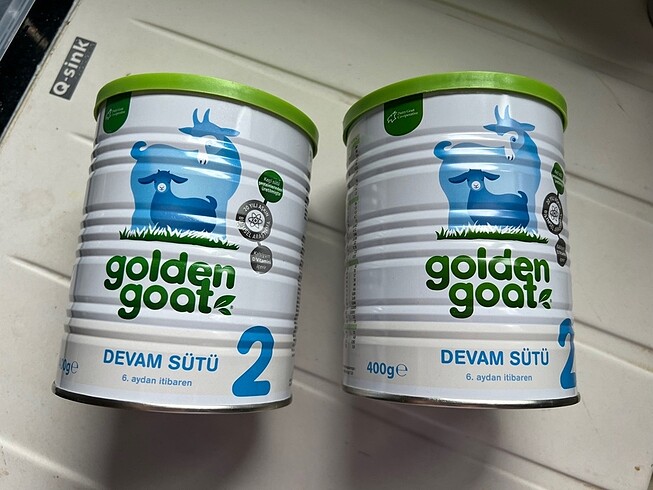 Q-sink
golden
goat
DEVAM SÜTÜ
2
6. aydan itibaren
golden
goat
400g℮
DEVAM SÜTÜ
2
6. aydan itibaren